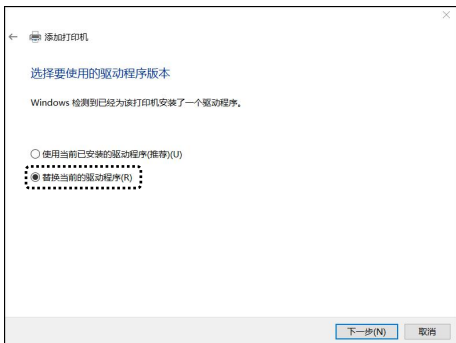 添加打印机
选择要使用的驱动程序版本
Windows 检测到已经为该打印机安装了一个驱动程序。
使用当前已安装的驱动程序(推荐)(U)
替换当前的驱动程序(R)
下一步(N) 取消